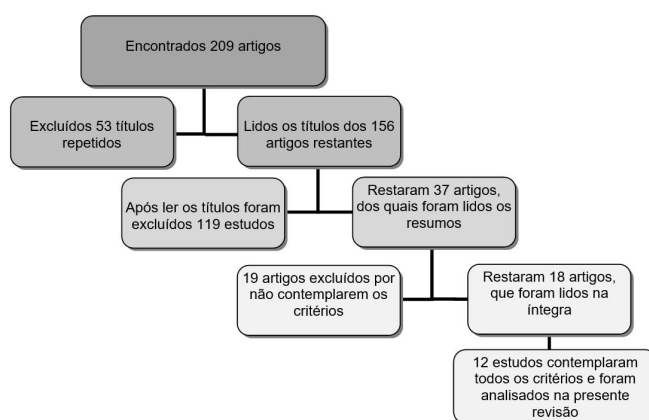 Encontrados 209 artigos
Excluídos 53 títulos
repetidos
Lidos os títulos dos 156
artigos restantes
Após ler os títulos foram
excluídos 119 estudos
Restaram 37 artigos,
dos quais foram lidos os
resumos
19 artigos excluídos por
não contemplarem os
critérios
Restaram 18 artigos,
que foram lidos na
íntegra
12 estudos contemplaram
todos os critérios e foram
analisados na presente
revisão